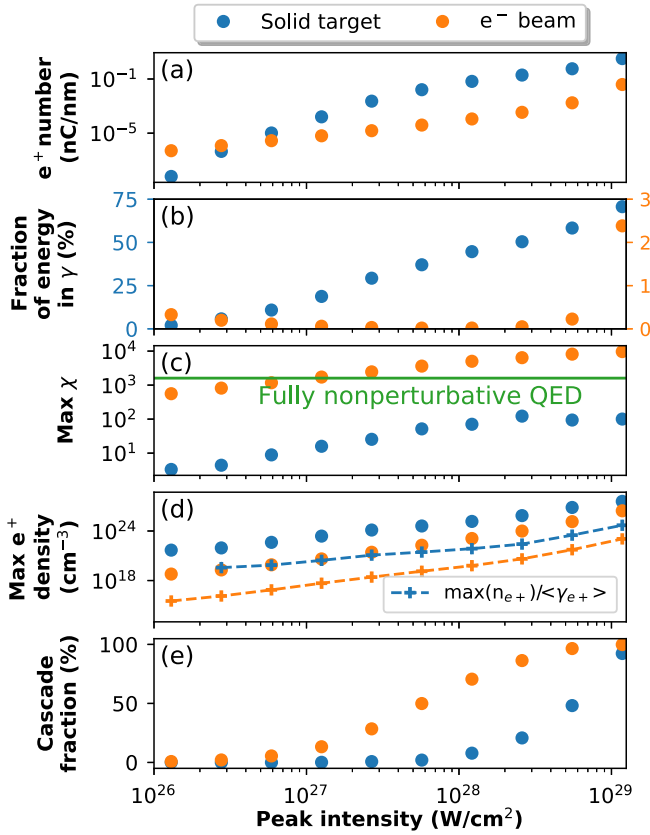 Solid target
e⁻ beam
(a)
e⁺ number
(nC/nm)
10⁻¹
10⁻⁵
(b)
Fraction
of energy
in γ (%)
75
50
25
0
3
2
1
0
(c)
Max χ
10⁴
10³
10²
10¹
Fully nonperturbative QED
(d)
Max e⁺
density
(cm⁻³)
10²⁴
10¹⁸
max(nₑ₊)/<γₑ₊>
(e)
Cascade
fraction (%)
100
50
0
10²⁶
10²⁷
10²⁸
10²⁹
Peak intensity (W/cm²)